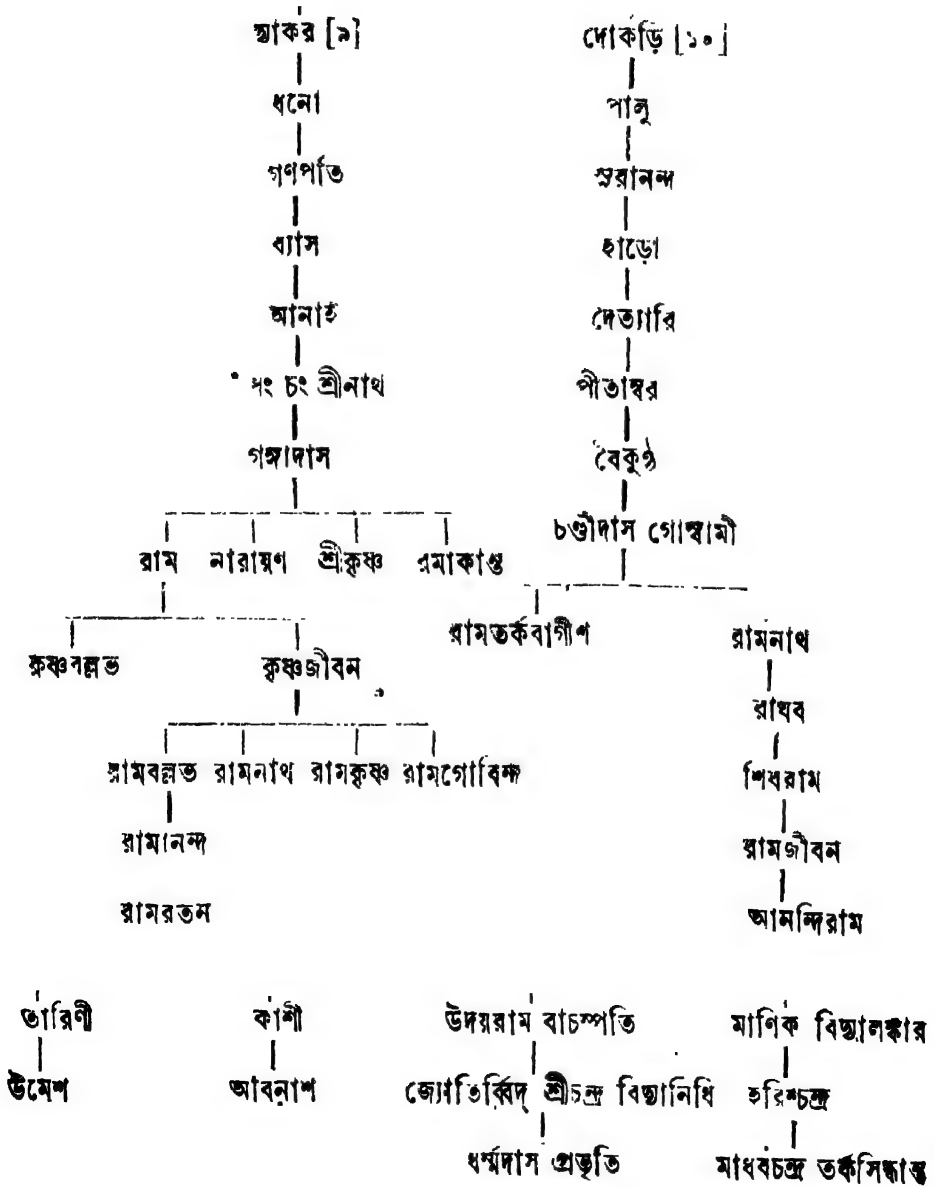 আকর [৯] দোকড়ি [১০]
ধনো পালু
গণপতি সুরানন্দ
ব্যাস হাড়ো
আনাই দৈত্যারি
সং চং শ্রীনাথ পীতাম্বর
গঙ্গাদাস বৈকুণ্ঠ
চণ্ডীদাস গোস্বামী
রাম নারায়ণ শ্রীকৃষ্ণ রমাকান্ত
রামতর্কবাগীশ রামনাথ
কৃষ্ণবল্লভ কৃষ্ণজীবন
রাঘব
রামবল্লভ রামনাথ রামকৃষ্ণ রামগোবিন্দ শিবরাম
রামানন্দ রামজীবন
রামরতন আনন্দিরাম
তারিণী কাশী উদয়রাম বাচস্পতি মাণিক বিদ্যালঙ্কার
উমেশ অবিনাশ জ্যোতির্ব্বিদ্ শ্রীচন্দ্র বিদ্যানিধি হরিশ্চন্দ্র
ধর্ম্মদাস প্রভৃতি মাধবচন্দ্র তর্কসিদ্ধান্ত